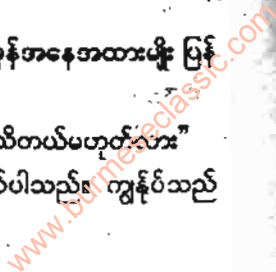 အနေအထားမျိုး ပြန်
သိတယ်မဟုတ်လား”
ပါသည်။ ကျွန်ုပ်သည်
www.burmeseclassic.com